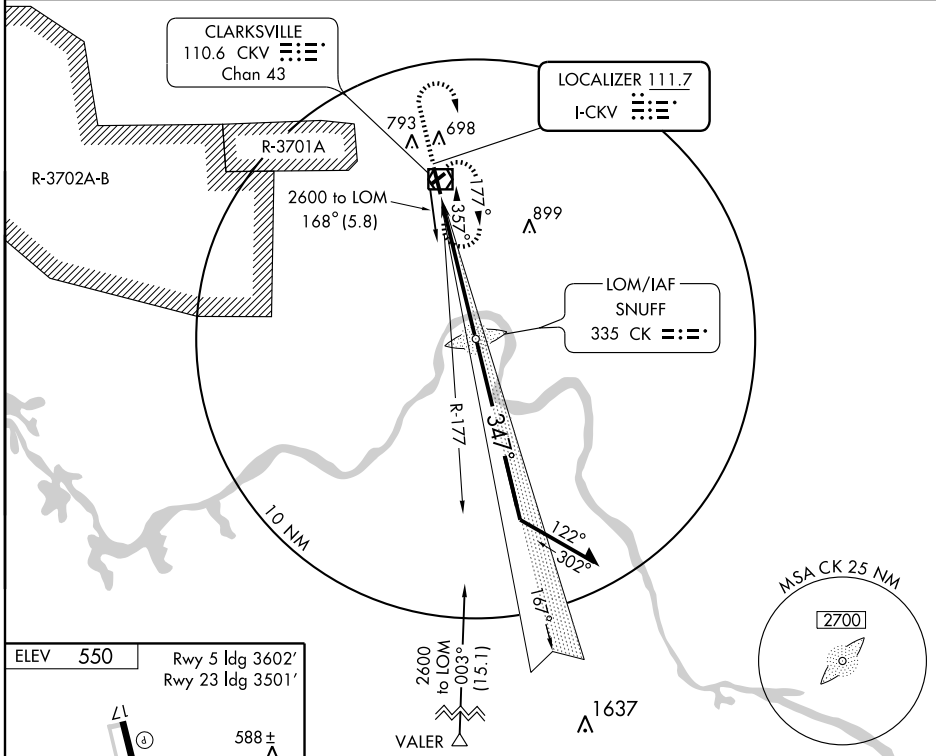 CLARKSVILLE
110.6 CKV
Chan 43
LOCALIZER 111.7
I-CKV
793
698
R-3701A
R-3702A-B
2600 to LOM
168° (5.8)
357°
177°
899
LOM/IAF
SNUFF
335 CK
R-177
347°
10 NM
122°
302°
167°
MSA CK 25 NM
2700
ELEV 550
Rwy 5 ldg 3602'
Rwy 23 ldg 3501'
17
P
588 ±
2600
to LOM
003°
(15.1)
VALER
1637